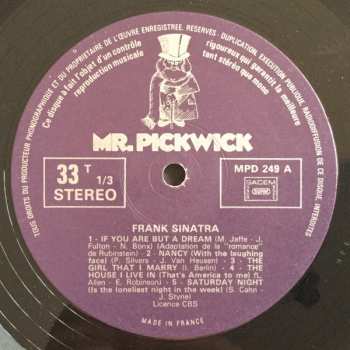 TOUS DROITS DU PRODUCTEUR PHONOGRAPHIQUE ET DU PROPRIETAIRE DE L'ŒUVRE ENREGISTREE, RESERVES. DUPLICATION, EXECUTION PUBLIQUE, RADIODIFFUSION DE CE DISQUE, INTERDITES
Ce disque a fait l'objet d'un contrôle
rigoureux qui garantit la meilleure
reproduction musicale
tant stéréo que mono
MR. PICKWICK
33 T 1/3
STEREO
MPD 249 A
SACEM
FRANK SINATRA
1 - IF YOU ARE BUT A DREAM (M. Jaffe - J.
Fulton - N. Bonx) (Adaptation de la "romance"
de Rubinstein) 2 - NANCY (With the laughing
face) (P. Silvers - J. Van Heusen) - 3 - THE
GIRL THAT I MARRY (I. Berlin) - 4 - THE
HOUSE I LIVE IN (That's America to me) (L.
Allen - E. Robinson) - 5 - SATURDAY NIGHT
(Is the loneliest night in the week) (S. Cahn -
J. Styne)
Licence CBS
MADE IN FRANCE